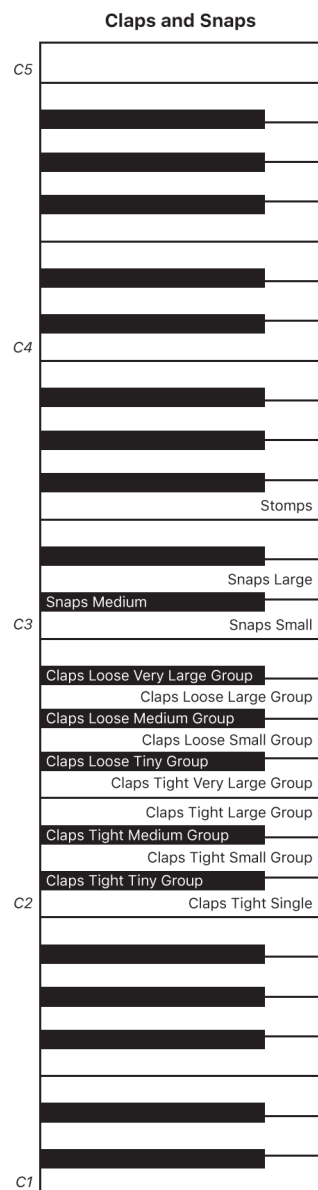 Claps and Snaps
C5
C4
Stomps
Snaps Large
Snaps Medium
C3
Snaps Small
Claps Loose Very Large Group
Claps Loose Large Group
Claps Loose Medium Group
Claps Loose Small Group
Claps Loose Tiny Group
Claps Tight Very Large Group
Claps Tight Large Group
Claps Tight Medium Group
Claps Tight Small Group
Claps Tight Tiny Group
C2
Claps Tight Single
C1